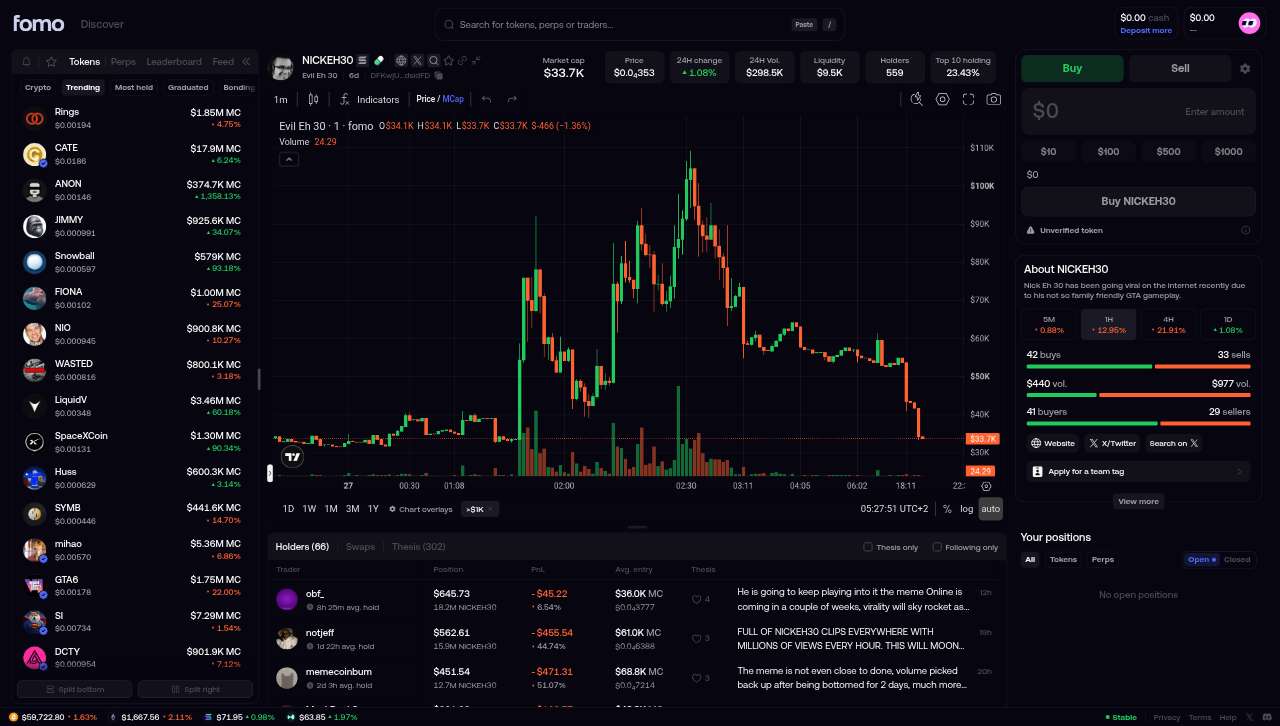 fomo
Discover
Search for tokens, perps or traders...
Paste
/
$0.00 cash
Deposit more
$0.00
—
Tokens Perps Leaderboard Feed
Crypto Trending Most held Graduated Bonding
Rings $1.85M MC
$0.00194 4.75%
CATE $17.9M MC
$0.0186 6.24%
ANON $374.7K MC
$0.00146 1,358.13%
JIMMY $925.6K MC
$0.000991 34.07%
Snowball $579K MC
$0.000597 93.18%
FIONA $1.00M MC
$0.00102 25.07%
NIO $900.8K MC
$0.000945 10.27%
WASTED $800.1K MC
$0.000816 3.18%
LiquidV $3.46M MC
$0.00348 60.18%
SpaceXCoin $1.30M MC
$0.00131 90.34%
Huss $600.3K MC
$0.000629 3.14%
SYMB $441.6K MC
$0.000446 14.70%
mihao $5.36M MC
$0.00570 6.86%
GTA6 $1.75M MC
$0.00178 22.00%
SI $7.29M MC
$0.00734 1.54%
DCTY $901.9K MC
$0.000954 7.12%
Split bottom Split right
NICKEH30
Evil Eh 30 6d
Market cap
$33.7K
Price
$0.0₄353
24H change
1.08%
24H Vol.
$298.5K
Liquidity
$9.5K
Holders
559
Top 10 holding
23.43%
1m Indicators Price / MCap
Evil Eh 30 · 1 · fomo O$34.1K H$34.1K L$33.7K C$33.7K $-466 (−1.36%)
Volume 24.29
$110K
$100K
$90K
$80K
$70K
$60K
$50K
$40K
$33.7K
$30K
24.29
27 00:30 01:08 02:00 02:30 03:11 04:05 06:02 18:11 22:
1D 1W 1M 3M 1Y Chart overlays >$1K 05:27:51 UTC+2 % log auto
Holders (66) Swaps Thesis (302) Thesis only Following only
Trader Position PnL Avg. entry Thesis
obf_ $645.73 -$45.22 $36.0K MC
8h 25m avg. hold 18.2M NICKEH30 6.54% $0.0₄3777
4
He is going to keep playing into it the meme Online is
coming in a couple of weeks, virality will sky rocket as...
12h
notjeff $562.61 -$455.54 $61.0K MC
1d 22h avg. hold 15.9M NICKEH30 44.74% $0.0₄6388
3
FULL OF NICKEH30 CLIPS EVERYWHERE WITH
MILLIONS OF VIEWS EVERY HOUR. THIS WILL MOON...
19h
memecoinbum $451.54 -$471.31 $68.8K MC
2d 3h avg. hold 12.7M NICKEH30 51.07% $0.0₄7214
3
The meme is not even close to done, volume picked
back up after being bottomed for 2 days, much more...
20h
Buy Sell
$0 Enter amount
$10 $100 $500 $1000
$0
Buy NICKEH30
Unverified token
About NICKEH30
Nick Eh 30 has been going viral on the internet recently due
to his not so family friendly GTA gameplay.
5M 1H 4H 1D
0.88% 12.95% 21.91% 1.08%
42 buys 33 sells
$440 vol. $977 vol.
41 buyers 29 sellers
Website X/Twitter Search on X
Apply for a team tag
View more
Your positions
All Tokens Perps Open Closed
No open positions
$59,722.80 1.63% $1,667.56 2.11% $71.95 0.98% $63.85 1.97%
Stable Privacy Terms Help